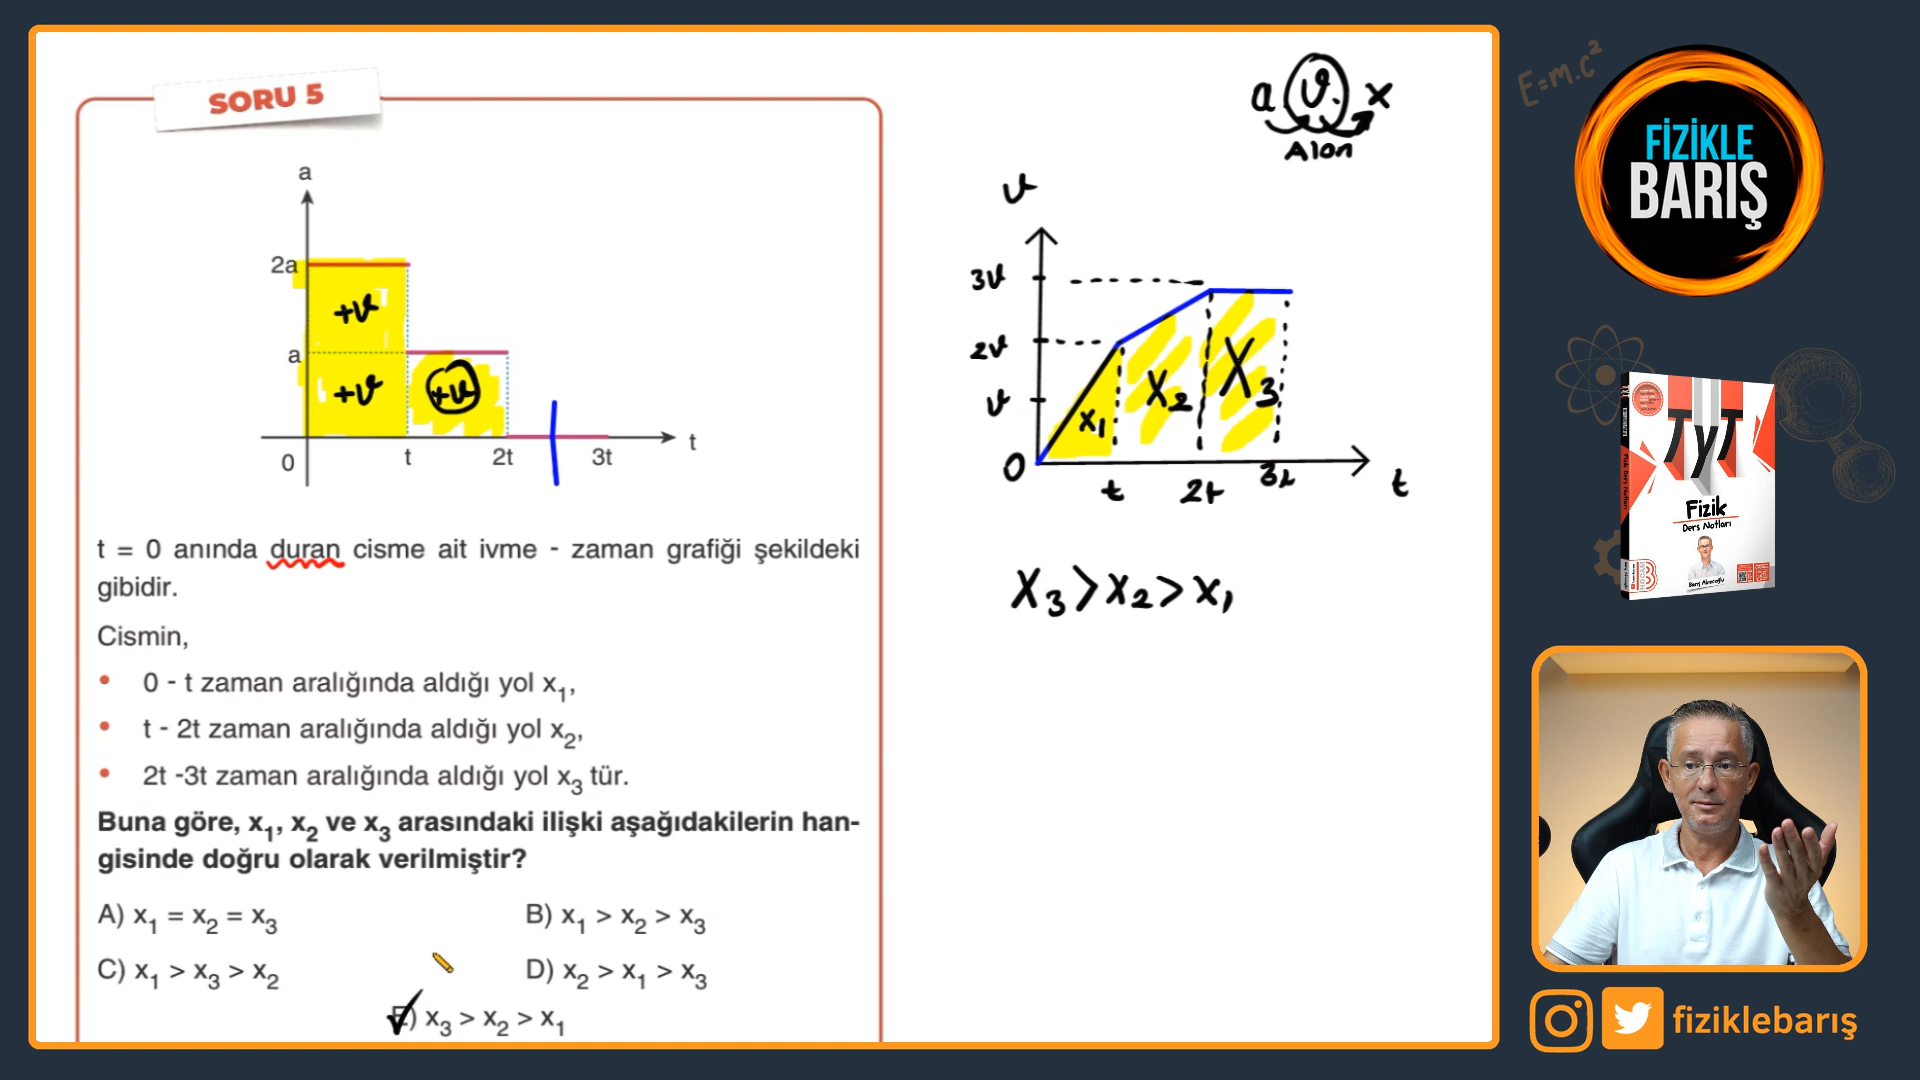 SORU 5
a
2a
a
0
t
2t
3t
t
+v
+v
+v
t = 0 anında duran cisme ait ivme - zaman grafiği şekildeki
gibidir.
Cismin,
• 0 - t zaman aralığında aldığı yol x₁,
• t - 2t zaman aralığında aldığı yol x₂,
• 2t -3t zaman aralığında aldığı yol x₃ tür.
Buna göre, x₁, x₂ ve x₃ arasındaki ilişki aşağıdakilerin han-
gisinde doğru olarak verilmiştir?
A) x₁ = x₂ = x₃
B) x₁ > x₂ > x₃
C) x₁ > x₃ > x₂
D) x₂ > x₁ > x₃
E) x₃ > x₂ > x₁
a v x
Alan
v
3v
2v
v
0
t
2t
3t
t
x₁
x₂
x₃
x₃ > x₂ > x₁
E=m.c²
FİZİKLE
BARIŞ
TYT
Fizik
Ders Notları
fiziklebarış